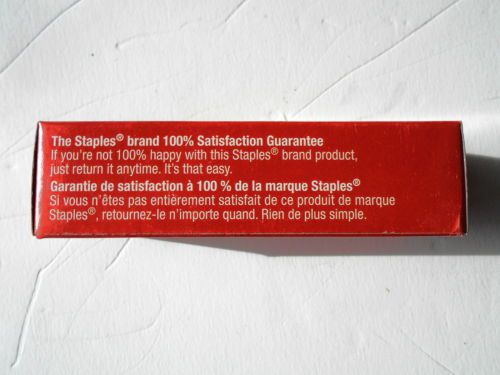 The Staples® brand 100% Satisfaction Guarantee
If you're not 100% happy with this Staples® brand product,
just return it anytime. It's that easy.
Garantie de satisfaction à 100 % de la marque Staples®
Si vous n'êtes pas entièrement satisfait de ce produit de marque
Staples®, retournez-le n'importe quand. Rien de plus simple.